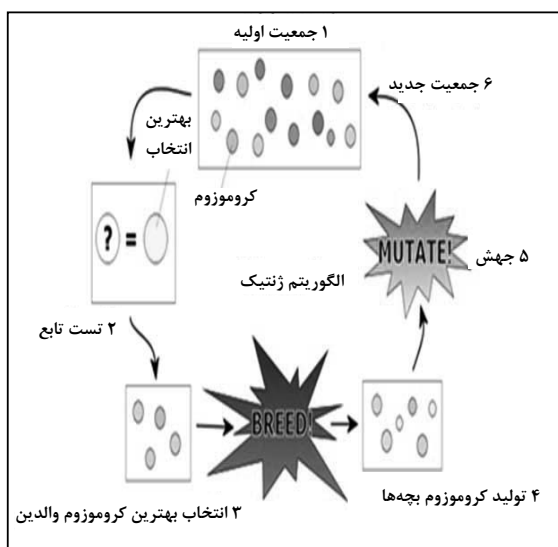 ۱ جمعیت اولیه
۶ جمعیت جدید
بهترین
انتخاب
کروموزوم
? =
MUTATE!
۵ جهش
الگوریتم ژنتیک
۲ تست تابع
BREED!
۴ تولید کروموزوم بچه‌ها
۳ انتخاب بهترین کروموزوم والدین